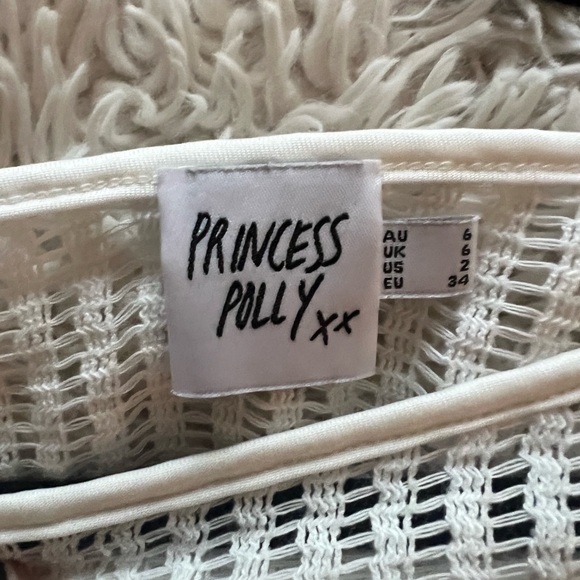 PRINCESS
POLLY xx
AU 6
UK 6
US 2
EU 34